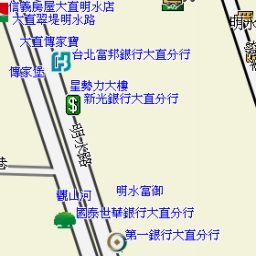 信義房屋大直明水店
大直翠堤明水路
明水
大直傳家寶
台北富邦銀行大直分行
傳家堡
星勢力大樓
新光銀行大直分行
明水路
巷
觀山河
明水富御
國泰世華銀行大直分行
第一銀行大直分行